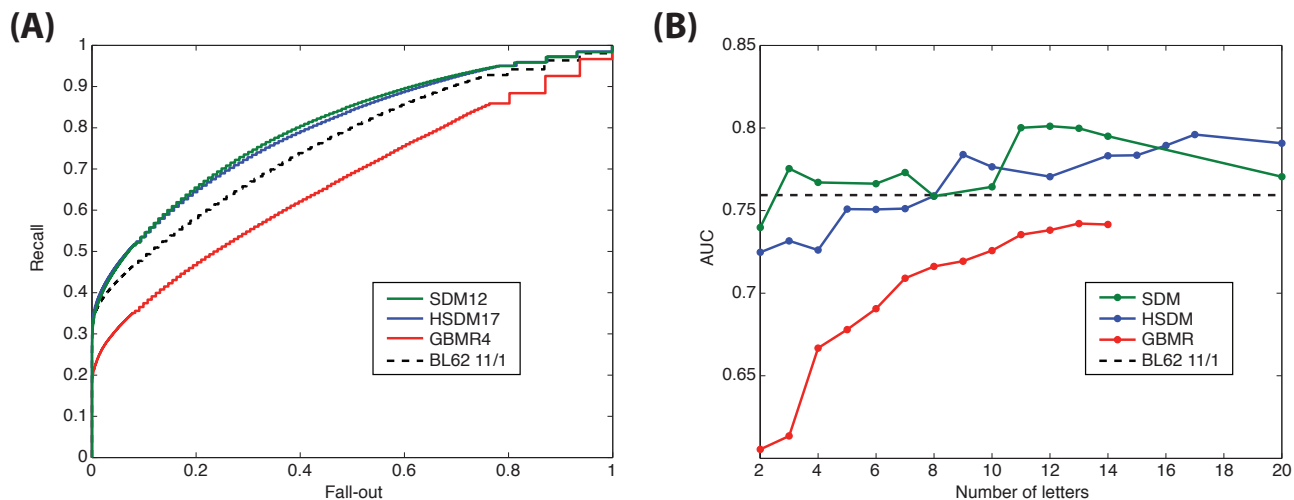 (A)
1
0.9
0.8
0.7
0.6
0.5
0.4
0.3
0.2
0.1
0
Recall
0 0.2 0.4 0.6 0.8 1
Fall-out
SDM12
HSDM17
GBMR4
BL62 11/1
(B)
0.85
0.8
0.75
0.7
0.65
AUC
2 4 6 8 10 12 14 16 18 20
Number of letters
SDM
HSDM
GBMR
BL62 11/1